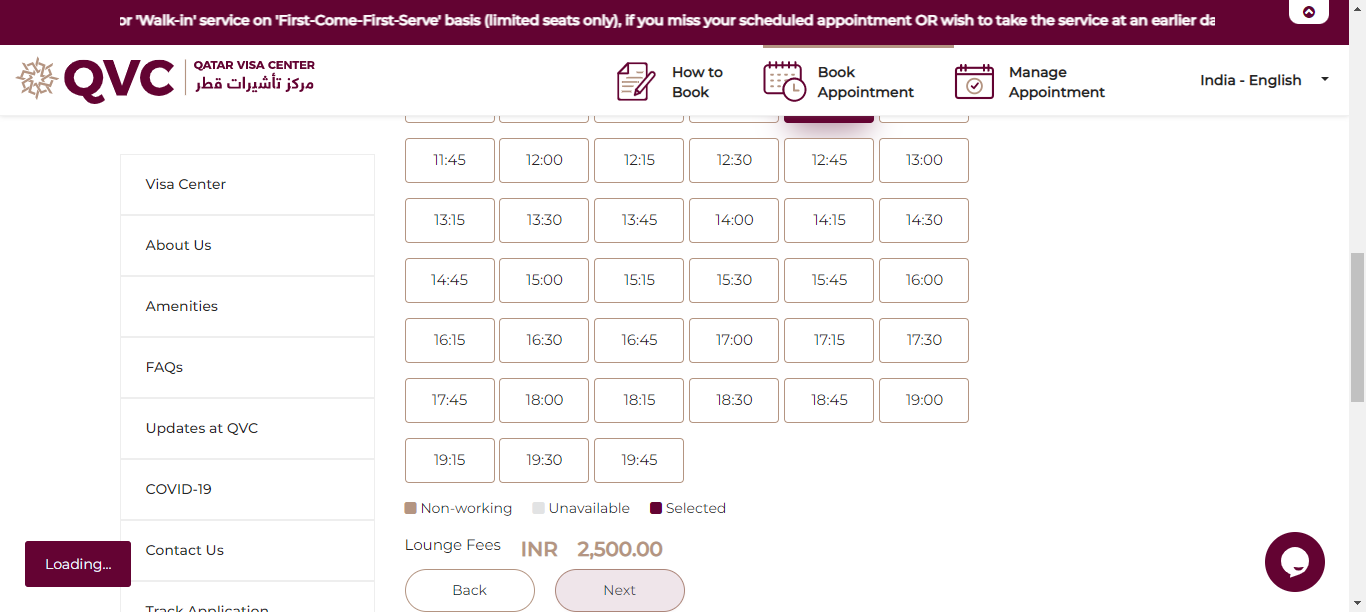 or 'Walk-in' service on 'First-Come-First-Serve' basis (limited seats only), if you miss your scheduled appointment OR wish to take the service at an earlier da
QVC
QATAR VISA CENTER
مركز تأشيرات قطر
How to
Book
Book
Appointment
Manage
Appointment
India - English
Visa Center
About Us
Amenities
FAQs
Updates at QVC
COVID-19
Contact Us
Track Application
11:45 12:00 12:15 12:30 12:45 13:00
13:15 13:30 13:45 14:00 14:15 14:30
14:45 15:00 15:15 15:30 15:45 16:00
16:15 16:30 16:45 17:00 17:15 17:30
17:45 18:00 18:15 18:30 18:45 19:00
19:15 19:30 19:45
Non-working Unavailable Selected
Lounge Fees INR 2,500.00
Back Next
Loading...